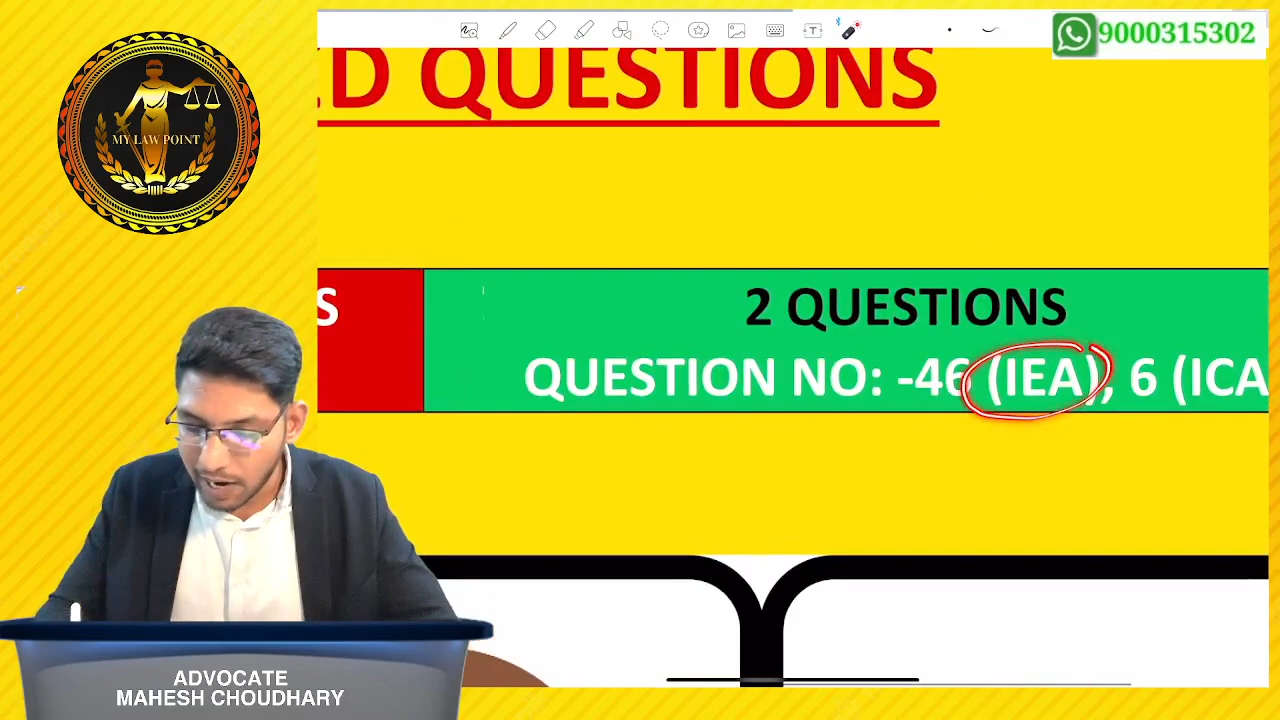 9000315302
D QUESTIONS
MY LAW POINT
S
2 QUESTIONS
QUESTION NO: -46 (IEA), 6 (ICA
ADVOCATE
MAHESH CHOUDHARY